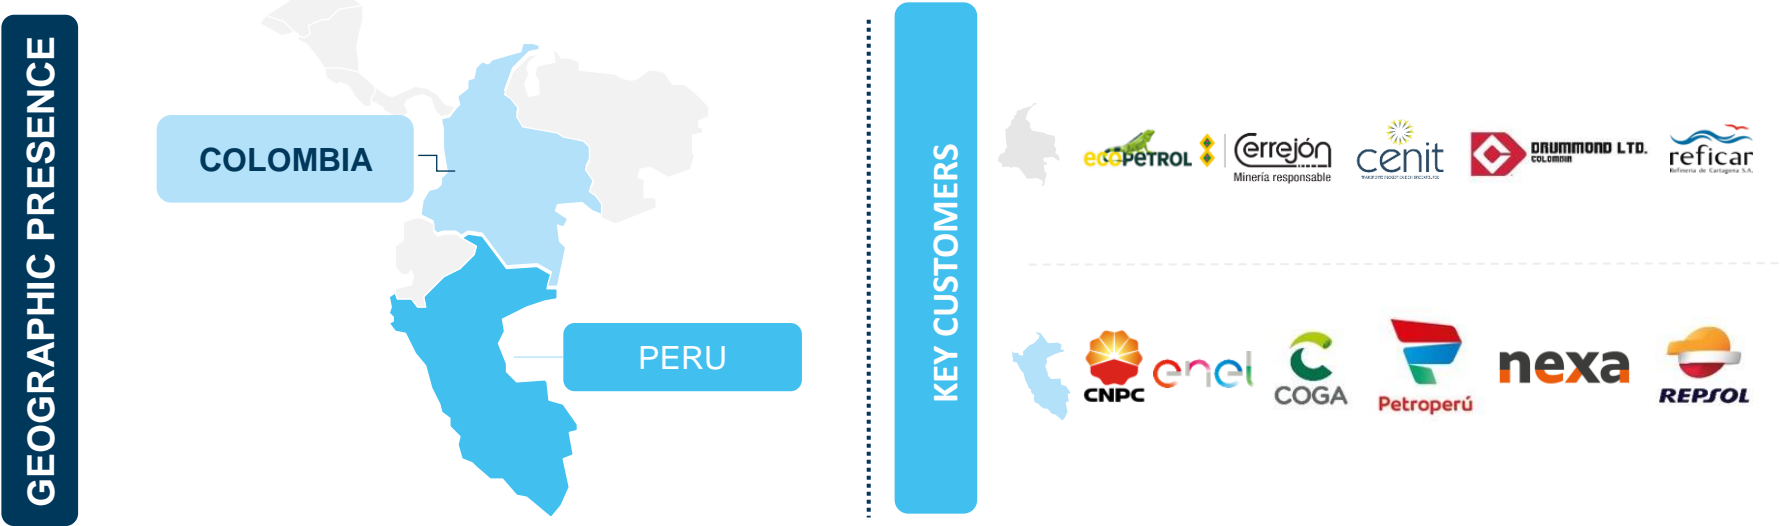 GEOGRAPHIC PRESENCE
COLOMBIA
PERU
KEY CUSTOMERS
ecoPETROL
Cerrejón
Minería responsable
cenit
DRUMMOND LTD.
COLOMBIA
reficar
Refinería de Cartagena S.A.
CNPC
enel
COGA
Petroperú
nexa
REPSOL